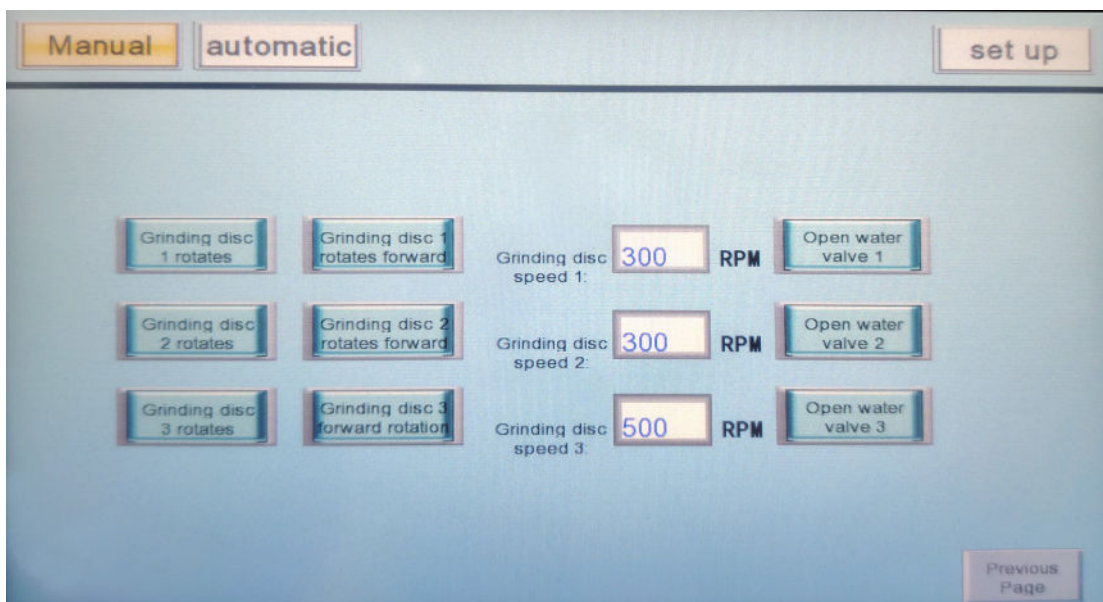 Manual
automatic
set up
Grinding disc
1 rotates
Grinding disc 1
rotates forward
Grinding disc
speed 1:
300
RPM
Open water
valve 1
Grinding disc
2 rotates
Grinding disc 2
rotates forward
Grinding disc
speed 2:
300
RPM
Open water
valve 2
Grinding disc
3 rotates
Grinding disc 3
forward rotation
Grinding disc
speed 3:
500
RPM
Open water
valve 3
Previous
Page